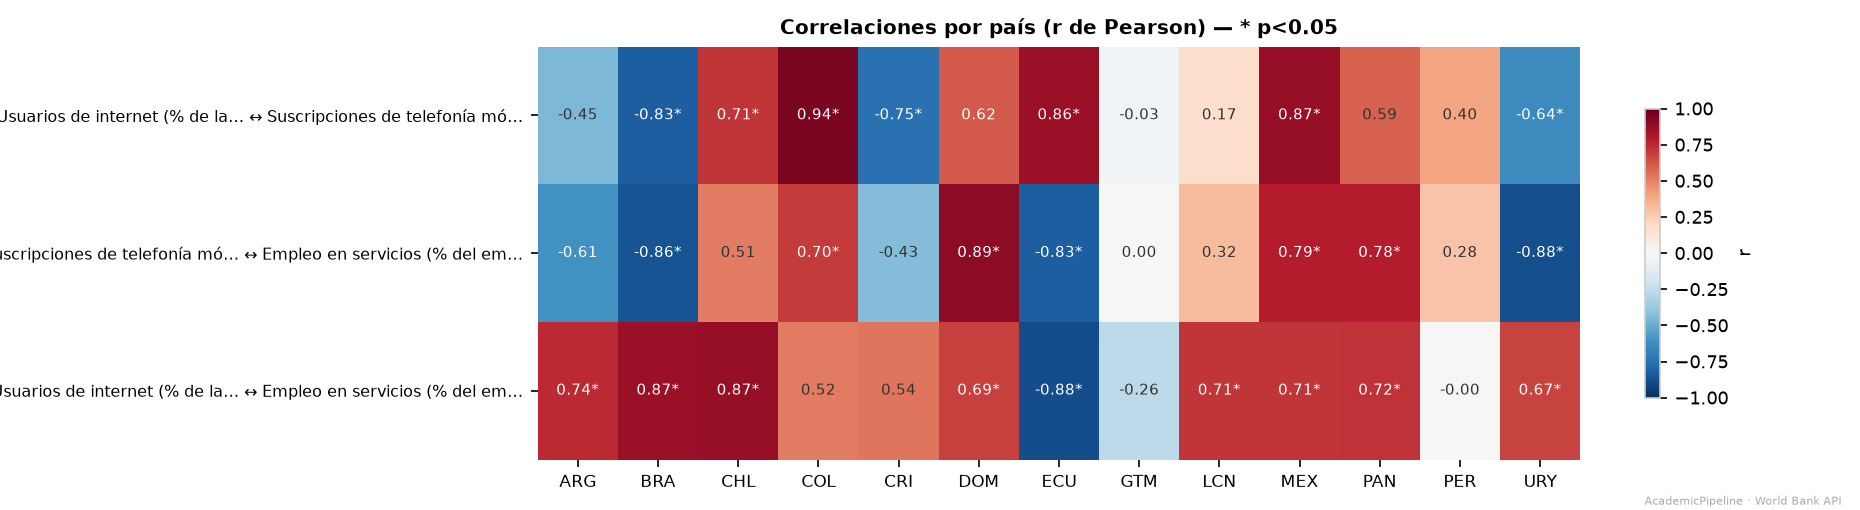 Correlaciones por país (r de Pearson) — * p<0.05
Usuarios de internet (% de la… ↔ Suscripciones de telefonía mó…
-0.45 -0.83* 0.71* 0.94* -0.75* 0.62 0.86* -0.03 0.17 0.87* 0.59 0.40 -0.64*
uscripciones de telefonía mó… ↔ Empleo en servicios (% del em…
-0.61 -0.86* 0.51 0.70* -0.43 0.89* -0.83* 0.00 0.32 0.79* 0.78* 0.28 -0.88*
Usuarios de internet (% de la… ↔ Empleo en servicios (% del em…
0.74* 0.87* 0.87* 0.52 0.54 0.69* -0.88* -0.26 0.71* 0.71* 0.72* -0.00 0.67*
ARG BRA CHL COL CRI DOM ECU GTM LCN MEX PAN PER URY
1.00
0.75
0.50
0.25
0.00
−0.25
−0.50
−0.75
−1.00
r
AcademicPipeline · World Bank API